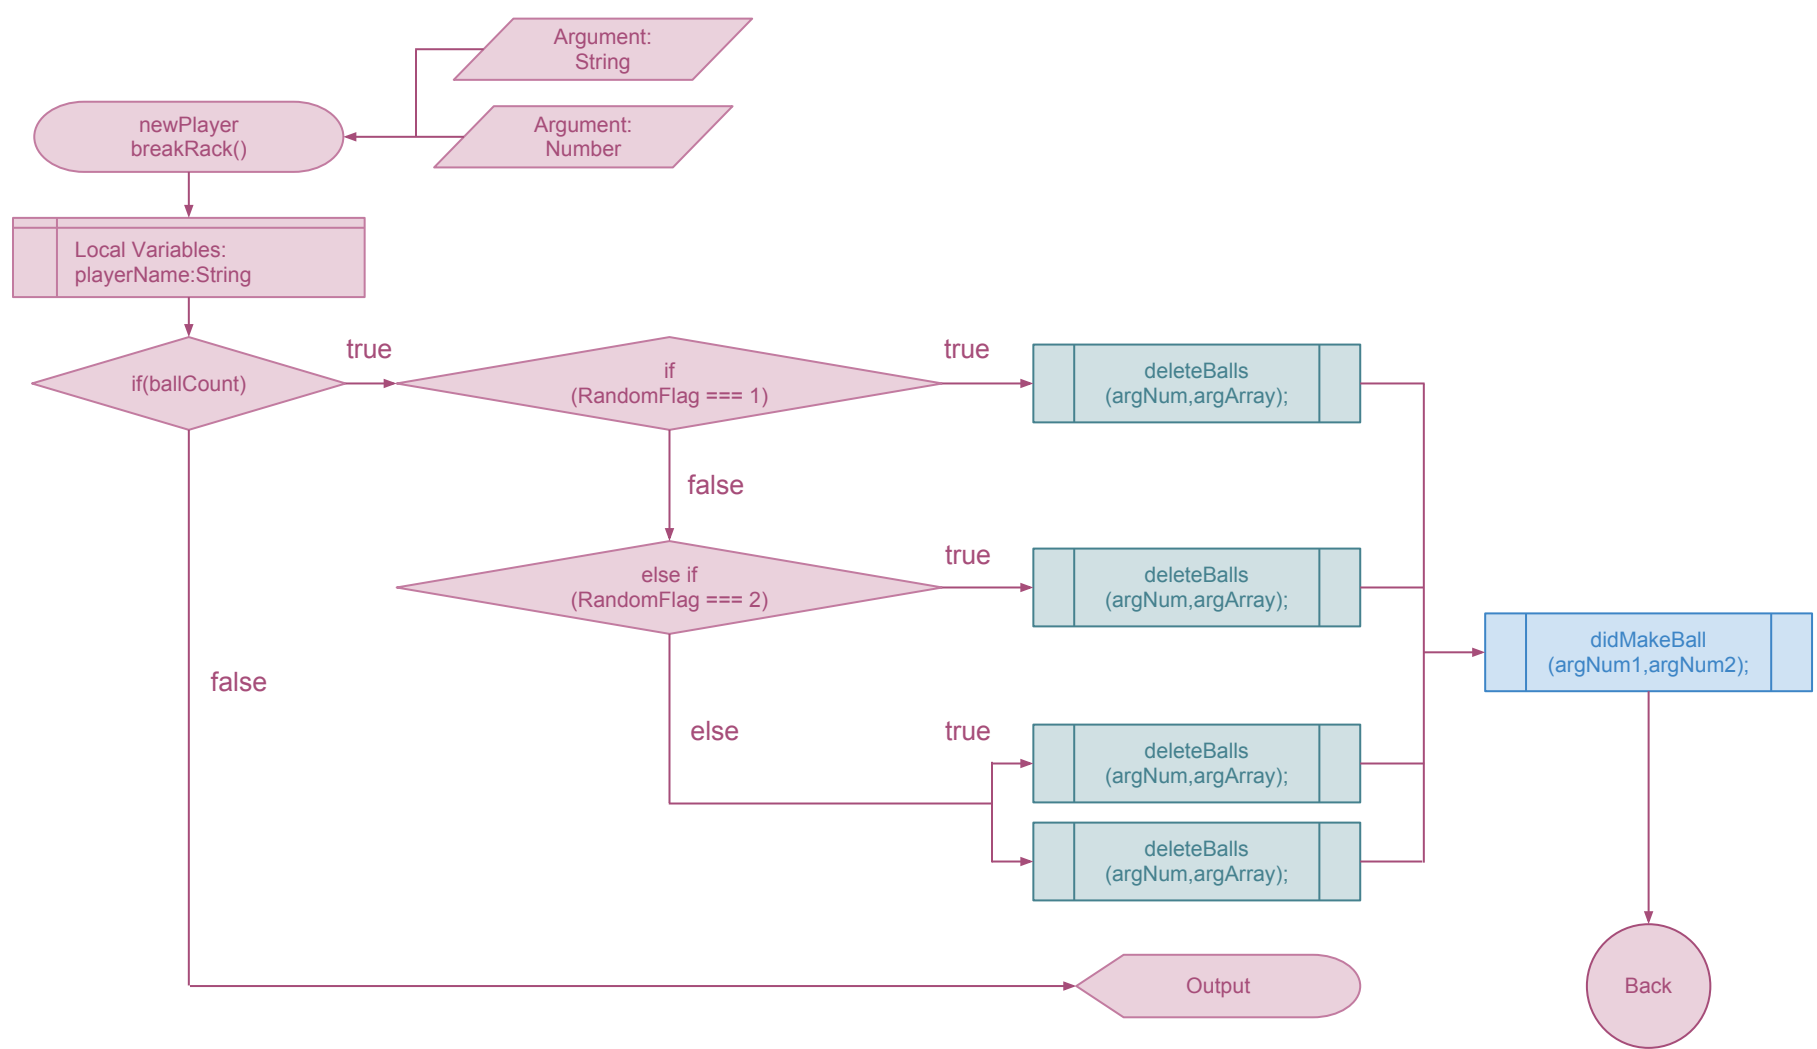 Argument:
String
newPlayer
breakRack()
Argument:
Number
Local Variables:
playerName:String
if(ballCount)
true
if
(RandomFlag === 1)
true
deleteBalls
(argNum,argArray);
false
else if
(RandomFlag === 2)
true
deleteBalls
(argNum,argArray);
didMakeBall
(argNum1,argNum2);
false
else
true
deleteBalls
(argNum,argArray);
deleteBalls
(argNum,argArray);
Output
Back